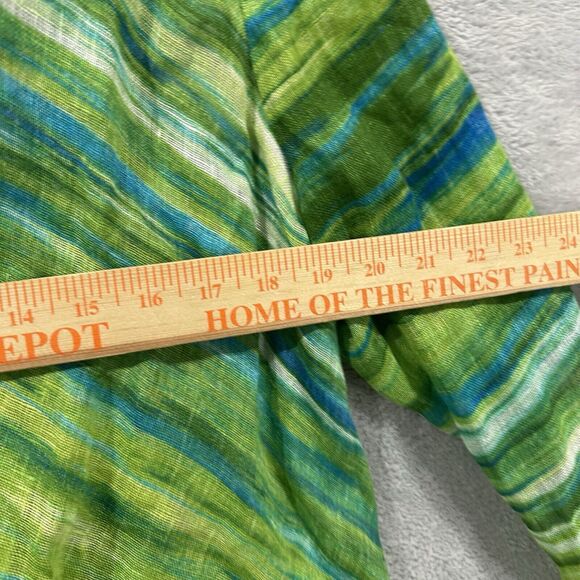 14 15 16 17 18 19 20 21 22 23 24
EPOT HOME OF THE FINEST PAIN